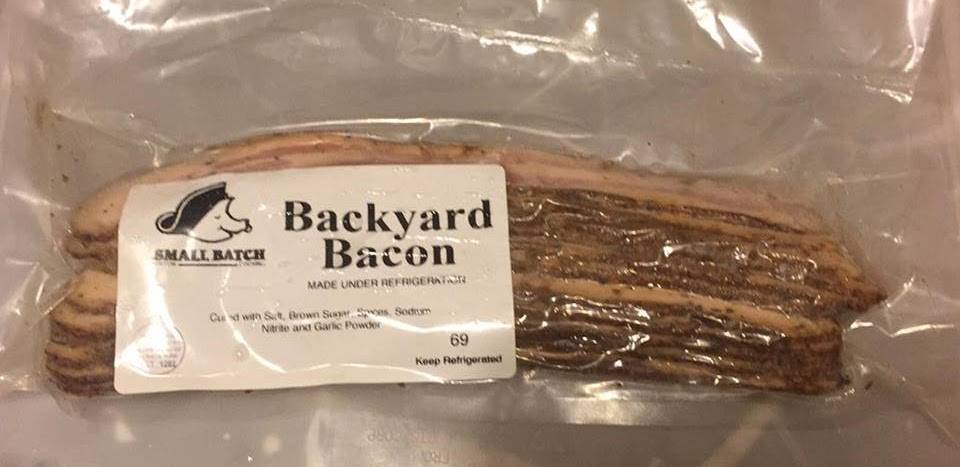 SMALL BATCH
Backyard
Bacon
MADE UNDER REFRIGERATION
Cured with Salt, Brown Sugar, Spices, Sodium
Nitrite and Garlic Powder
69
Keep Refrigerated
1282